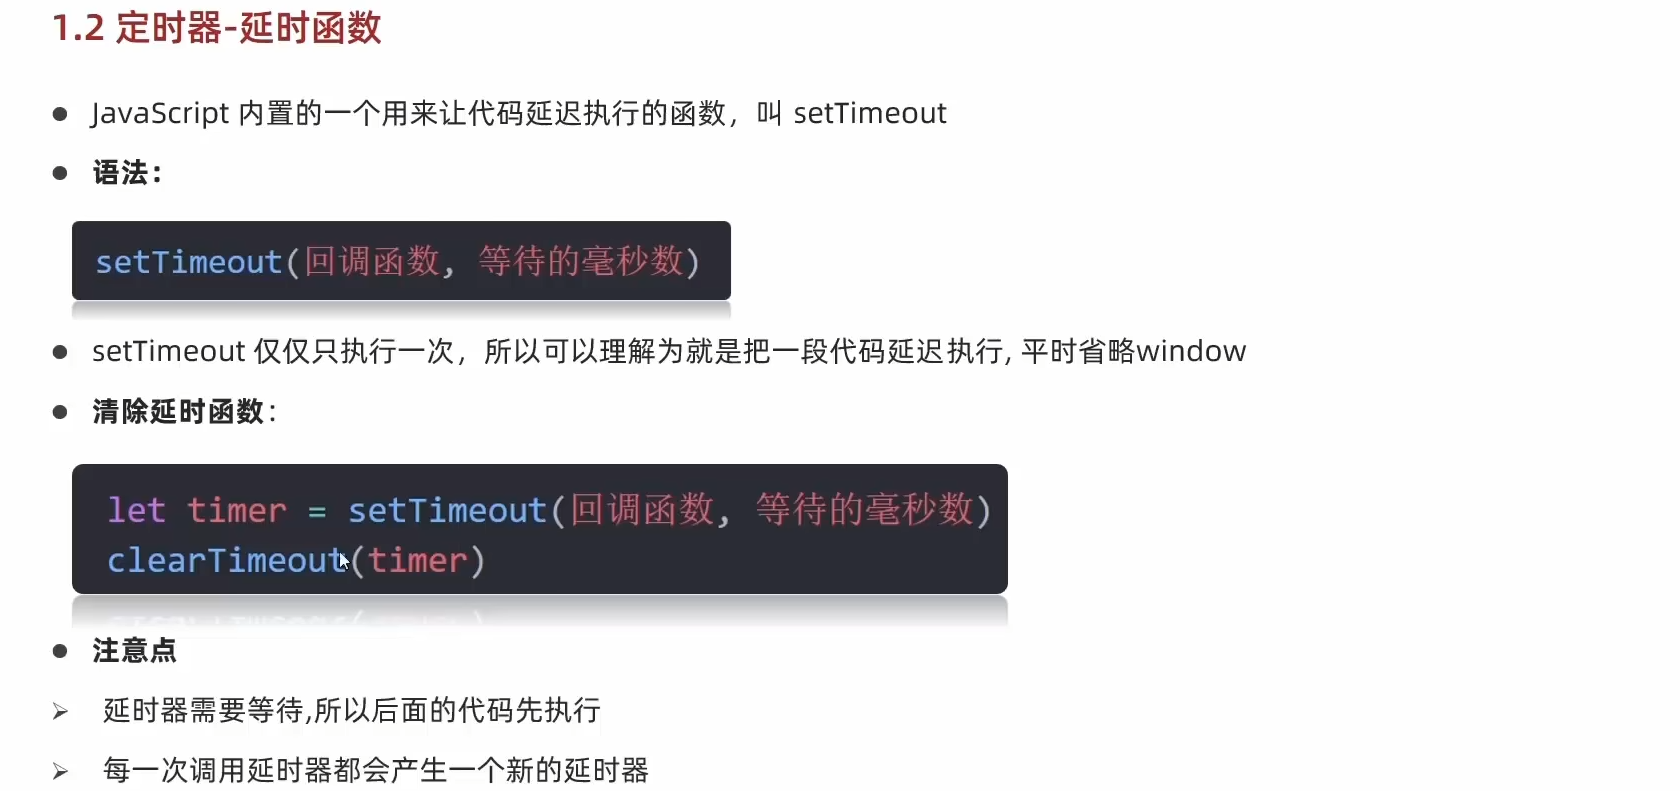 1.2 定时器-延时函数
JavaScript 内置的一个用来让代码延迟执行的函数，叫 setTimeout
语法：
setTimeout(回调函数, 等待的毫秒数)
setTimeout 仅仅只执行一次，所以可以理解为就是把一段代码延迟执行, 平时省略window
清除延时函数：
let timer = setTimeout(回调函数, 等待的毫秒数)
clearTimeout(timer)
注意点
延时器需要等待,所以后面的代码先执行
每一次调用延时器都会产生一个新的延时器